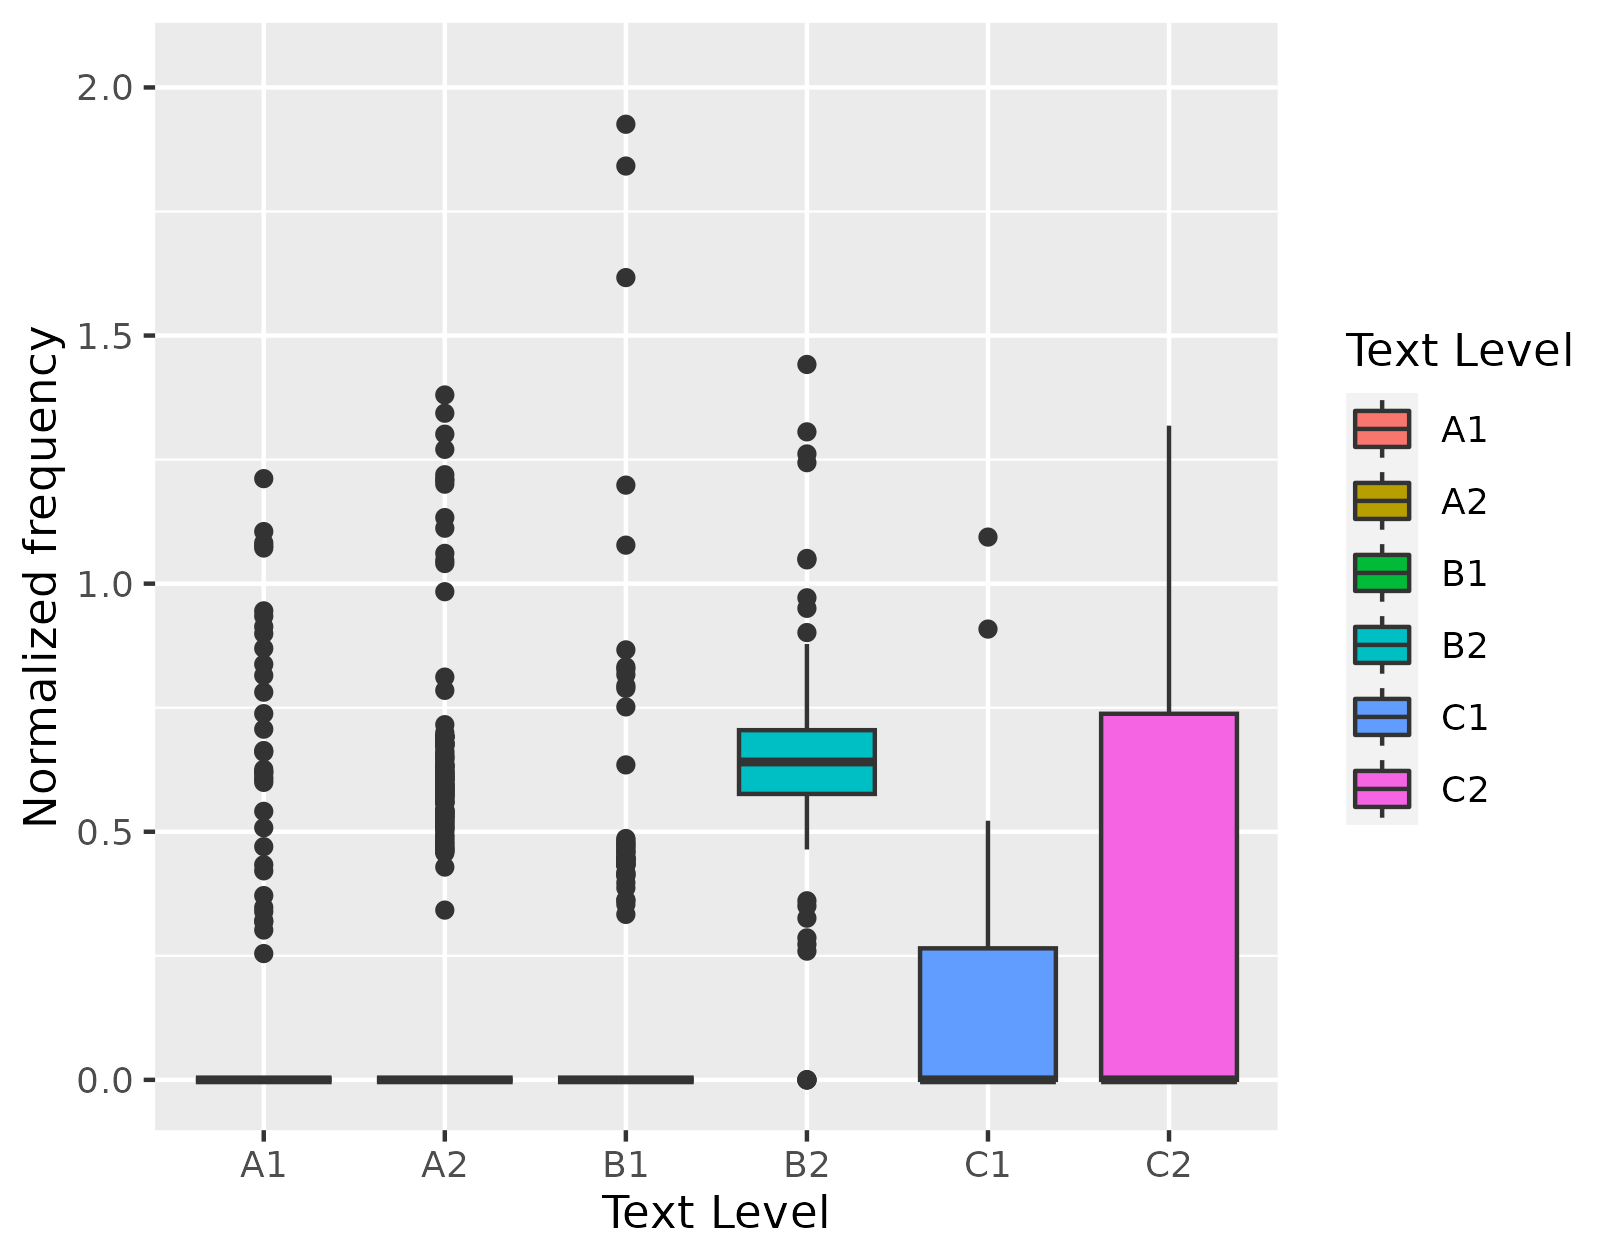 Normalized frequency
2.0
1.5
1.0
0.5
0.0
A1 A2 B1 B2 C1 C2
Text Level
Text Level
A1
A2
B1
B2
C1
C2